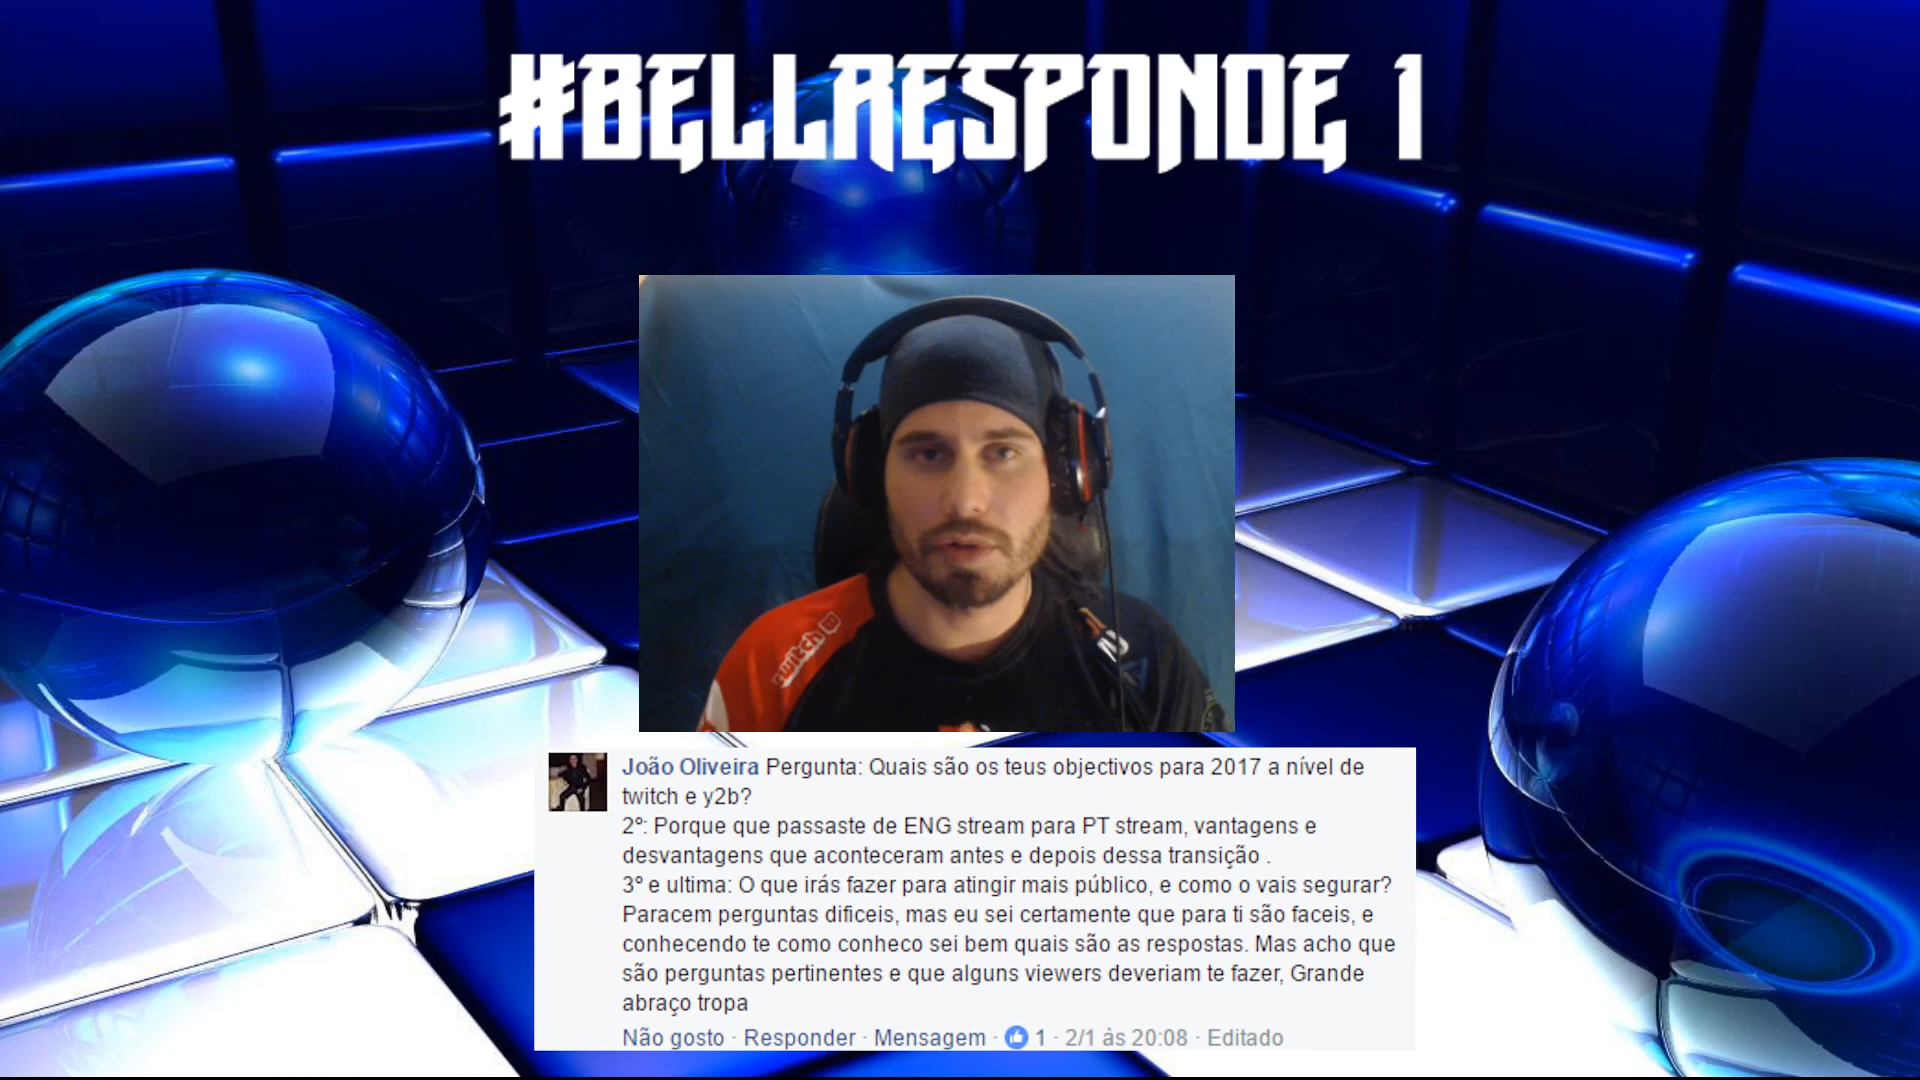 #BELLRESPONDE 1
twitch
João Oliveira Pergunta: Quais são os teus objectivos para 2017 a nível de
twitch e y2b?
2º: Porque que passaste de ENG stream para PT stream, vantagens e
desvantagens que aconteceram antes e depois dessa transição .
3º e ultima: O que irás fazer para atingir mais público, e como o vais segurar?
Paracem perguntas dificeis, mas eu sei certamente que para ti são faceis, e
conhecendo te como conheco sei bem quais são as respostas. Mas acho que
são perguntas pertinentes e que alguns viewers deveriam te fazer, Grande
abraço tropa
Não gosto · Responder · Mensagem · 1 · 2/1 às 20:08 · Editado